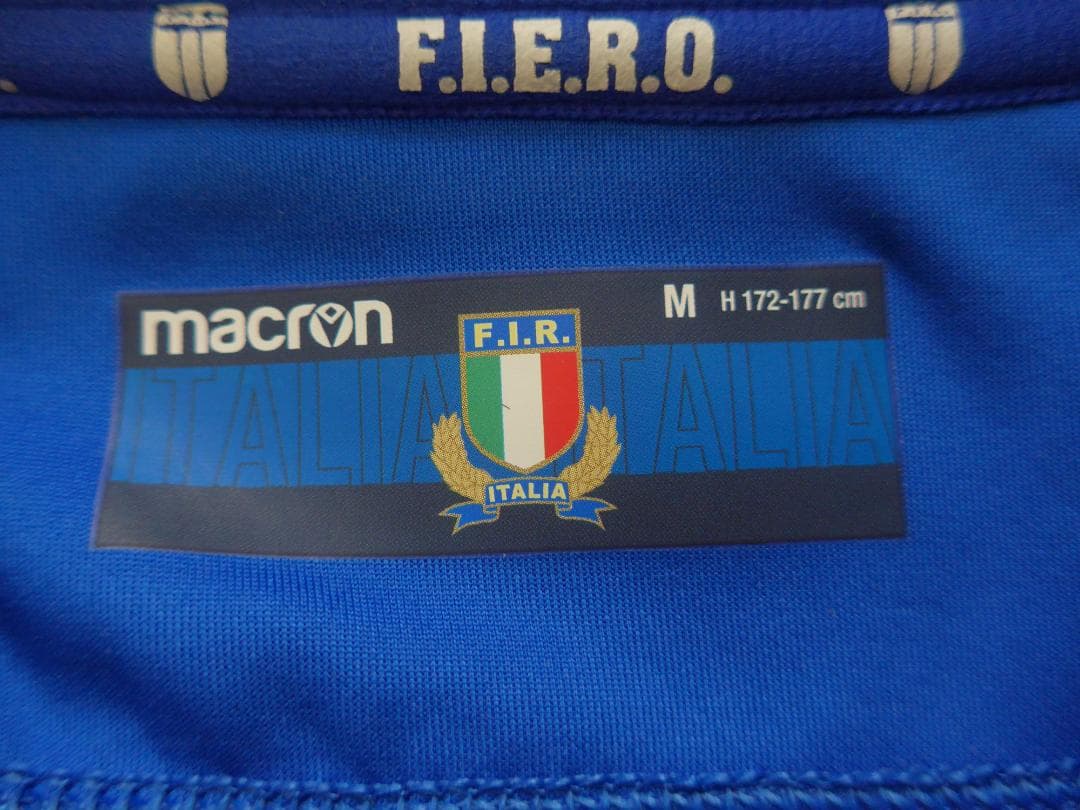 F.I.E.R.O.
macron
M H 172-177 cm
F.I.R.
ITALIA ITALIA
ITALIA